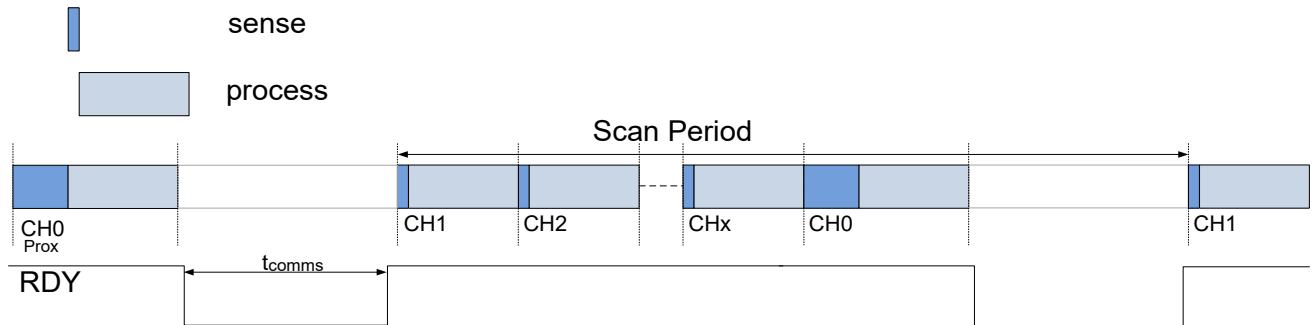 sense
process
Scan Period
CH0
Prox
CH1
CH2
CHx
CH0
CH1
RDY
tcomms